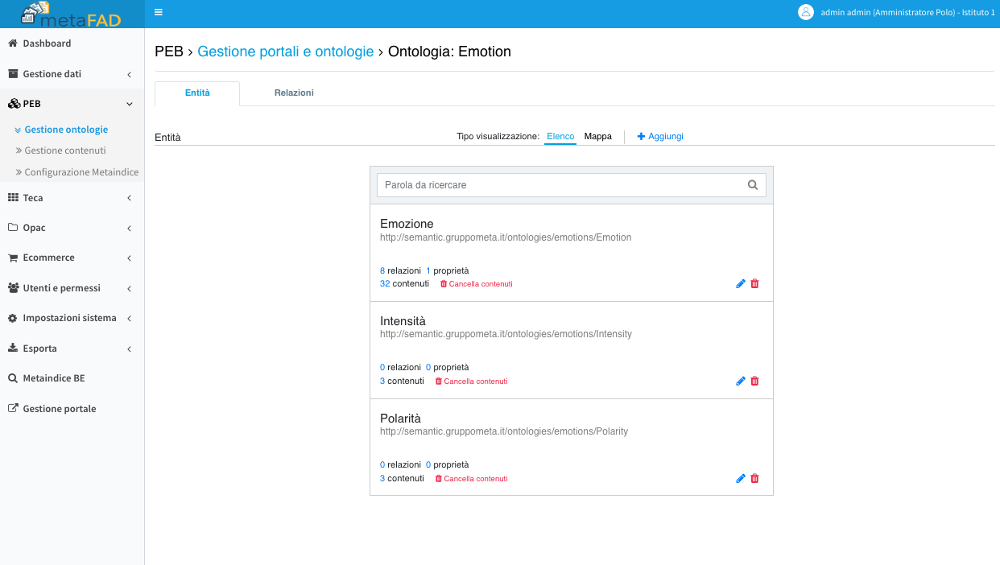 metaFAD
admin admin (Amministratore Polo) - Istituto 1
Dashboard
Gestione dati
PEB
Gestione ontologie
Gestione contenuti
Configurazione Metaindice
Teca
Opac
Ecommerce
Utenti e permessi
Impostazioni sistema
Esporta
Metaindice BE
Gestione portale
PEB › Gestione portali e ontologie › Ontologia: Emotion
Entità Relazioni
Entità Tipo visualizzazione: Elenco Mappa Aggiungi
Parola da ricercare
Emozione
http://semantic.gruppometa.it/ontologies/emotions/Emotion
8 relazioni 1 proprietà
32 contenuti Cancella contenuti
Intensità
http://semantic.gruppometa.it/ontologies/emotions/Intensity
0 relazioni 0 proprietà
3 contenuti Cancella contenuti
Polarità
http://semantic.gruppometa.it/ontologies/emotions/Polarity
0 relazioni 0 proprietà
3 contenuti Cancella contenuti